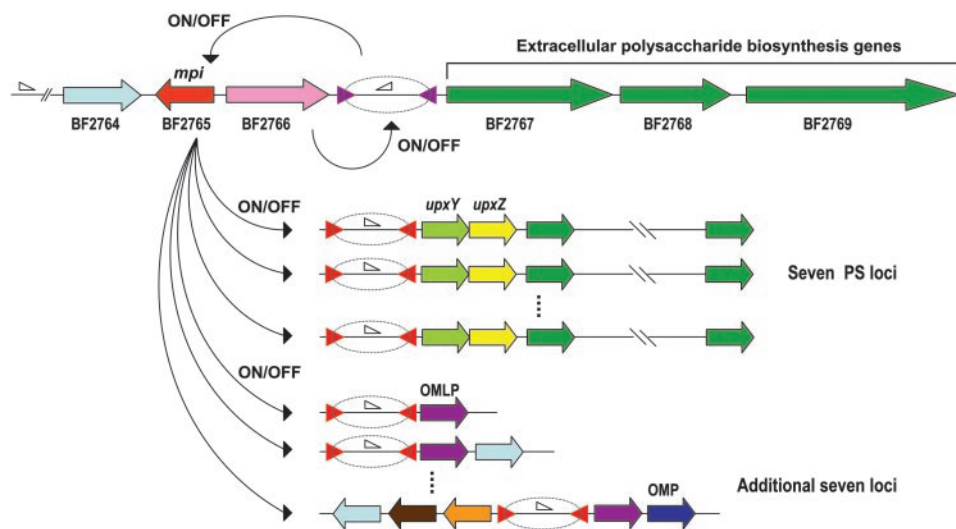 ON/OFF
Extracellular polysaccharide biosynthesis genes
mpi
BF2764 BF2765 BF2766 BF2767 BF2768 BF2769
ON/OFF
ON/OFF upxY upxZ
Seven PS loci
ON/OFF
OMLP
Additional seven loci
OMP